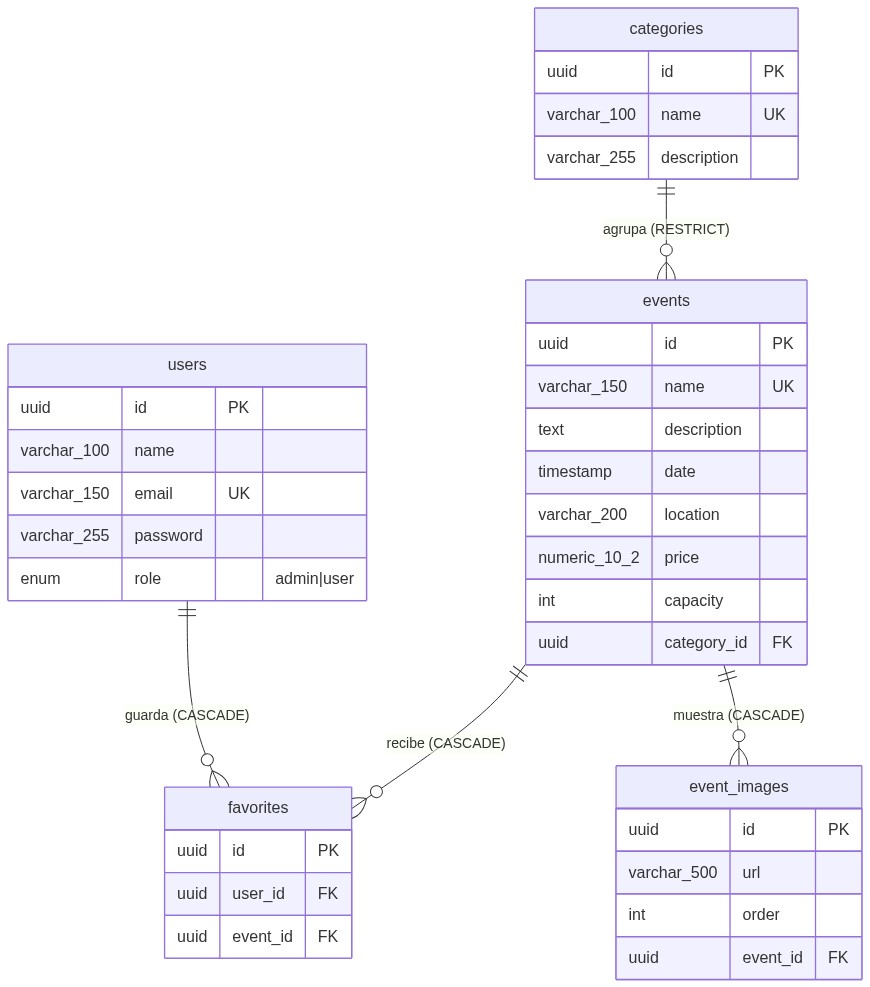 categories
uuid id PK
varchar_100 name UK
varchar_255 description
agrupa (RESTRICT)
events
uuid id PK
varchar_150 name UK
text description
timestamp date
varchar_200 location
numeric_10_2 price
int capacity
uuid category_id FK
users
uuid id PK
varchar_100 name
varchar_150 email UK
varchar_255 password
enum role admin|user
guarda (CASCADE)
recibe (CASCADE)
muestra (CASCADE)
favorites
uuid id PK
uuid user_id FK
uuid event_id FK
event_images
uuid id PK
varchar_500 url
int order
uuid event_id FK